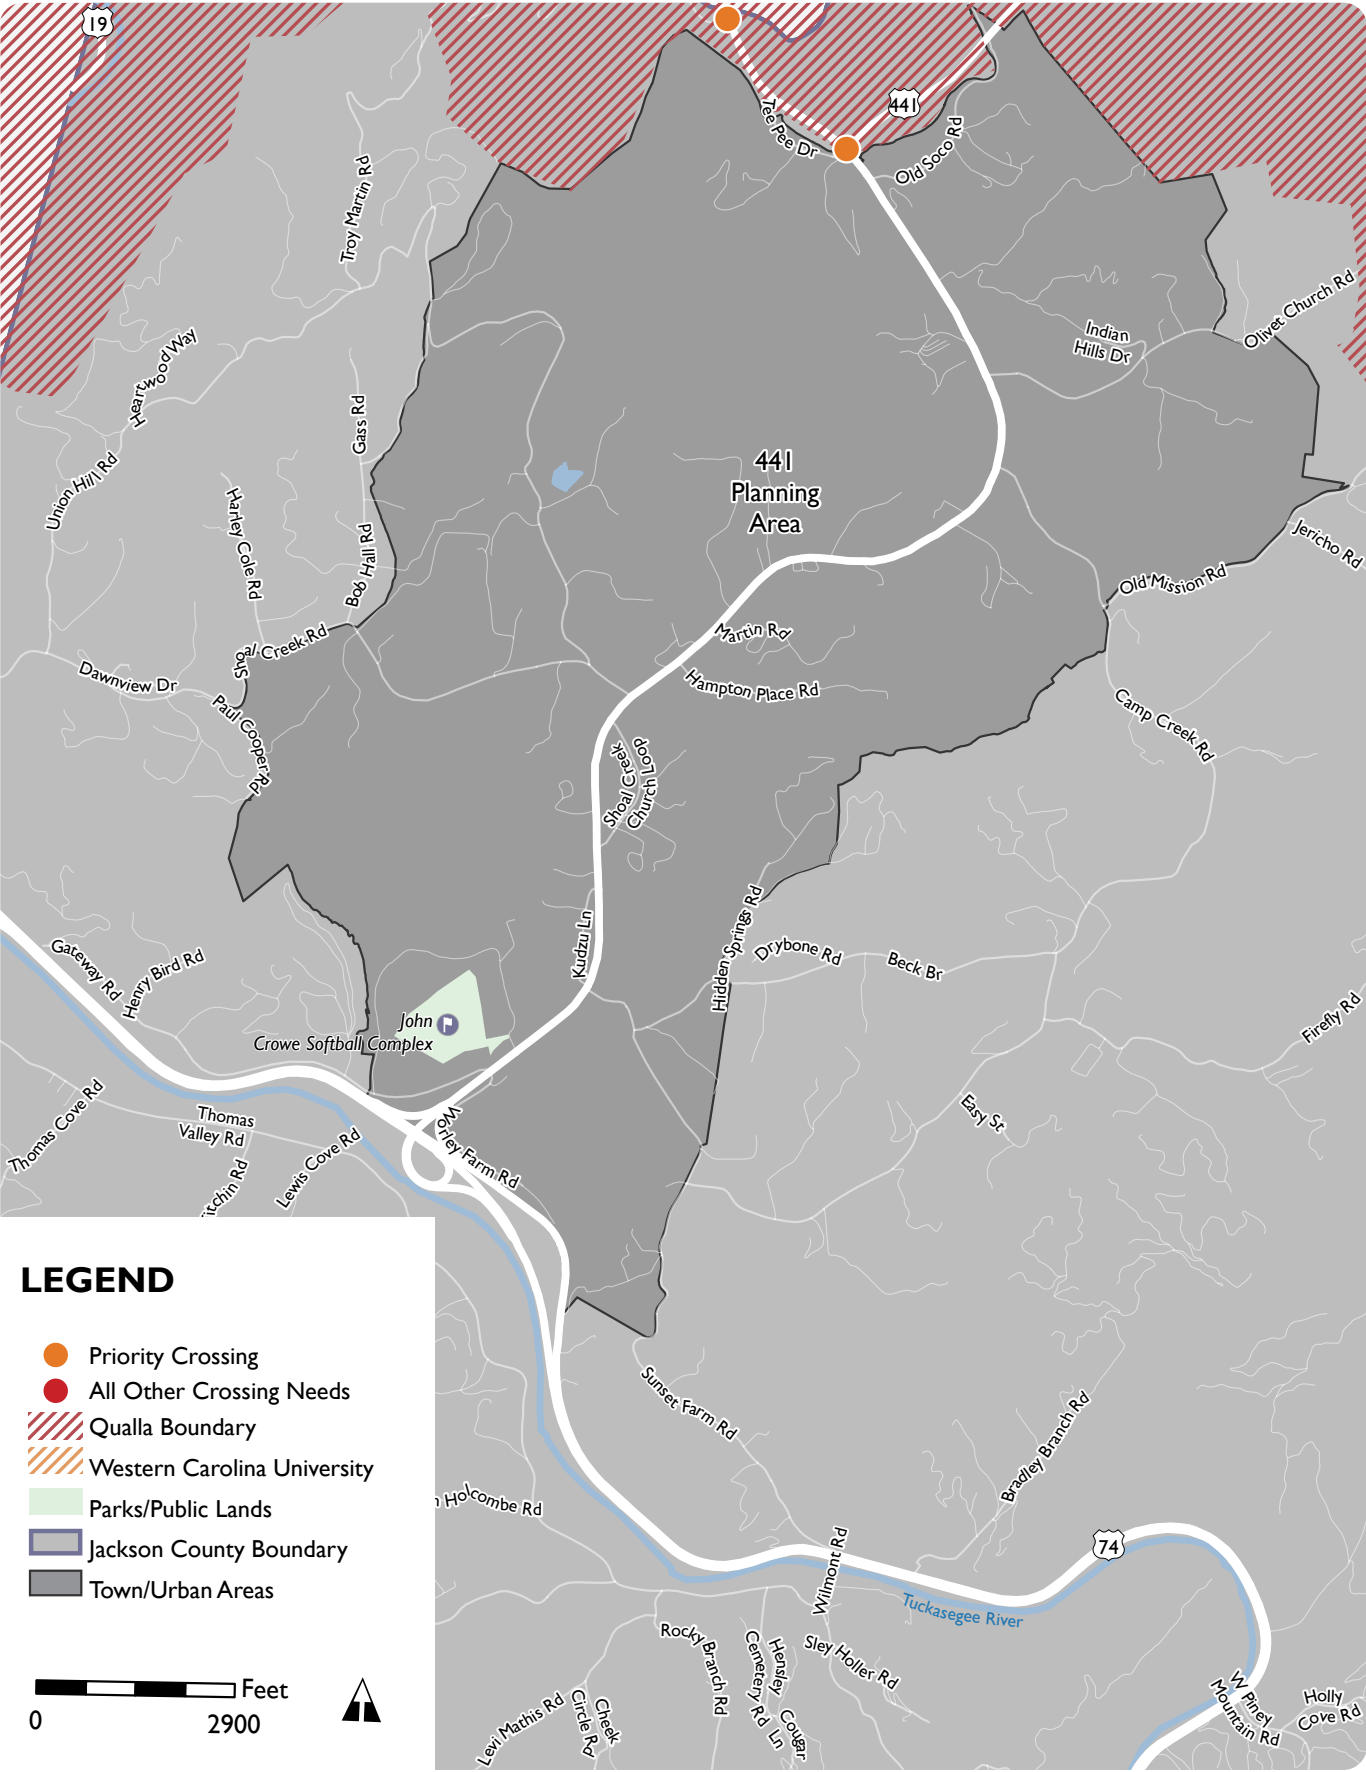 19
441
Tee Pee Dr
Old Soco Rd
Troy Martin Rd
Olivet Church Rd
Indian
Hills Dr
Heartwood Way
Gass Rd
Union Hill Rd
441
Planning
Area
Harley Cole Rd
Bob Hall Rd
Jericho Rd
Old Mission Rd
Shoal Creek Rd
Martin Rd
Dawnview Dr
Hampton Place Rd
Paul Cooper Rd
Camp Creek Rd
Shoal Creek
Church Loop
Hidden Springs Rd
Kudzu Ln
Drybone Rd
Beck Br
Gateway Rd
Henry Bird Rd
John
Crowe Softball Complex
Firefly Rd
Thomas Cove Rd
Thomas
Valley Rd
Lewis Cove Rd
Worley Farm Rd
Easy St
itchin Rd
LEGEND
Priority Crossing
All Other Crossing Needs
Qualla Boundary
Western Carolina University
Parks/Public Lands
Jackson County Boundary
Town/Urban Areas
Feet
0
2900
Sunset Farm Rd
Bradley Branch Rd
Holcombe Rd
74
Wilmont Rd
Tuckasegee River
Rocky Branch Rd
Cemetery Rd
Hensley
Ln
Cougar
Sley Holler Rd
Levi Mathis Rd
Circle Rd
Cheek
W Piney
Mountain Rd
Holly
Cove Rd